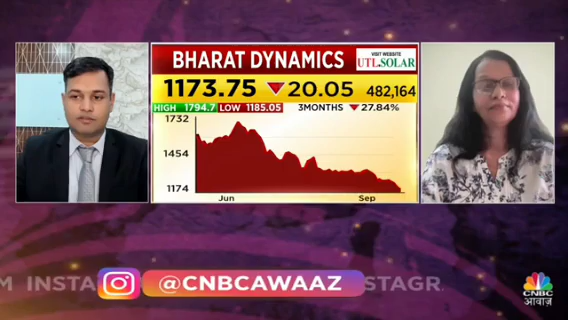 BHARAT DYNAMICS
VISIT WEBSITE
UTL.SOLAR
1173.75 ▼ 20.05 482,164
HIGH 1794.7 LOW 1185.05 3MONTHS ▼ 27.84%
1732
1454
1174
Jun Sep
M INSTA @CNBCAWAAZ STAGR
CNBC
आवाज़